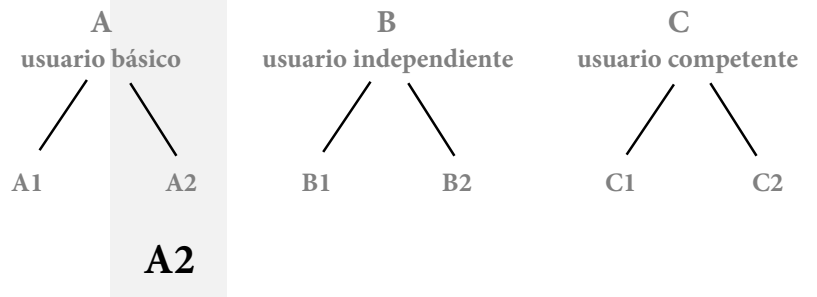 A
B
C
usuario básico
usuario independiente
usuario competente
A1
A2
B1
B2
C1
C2
A2